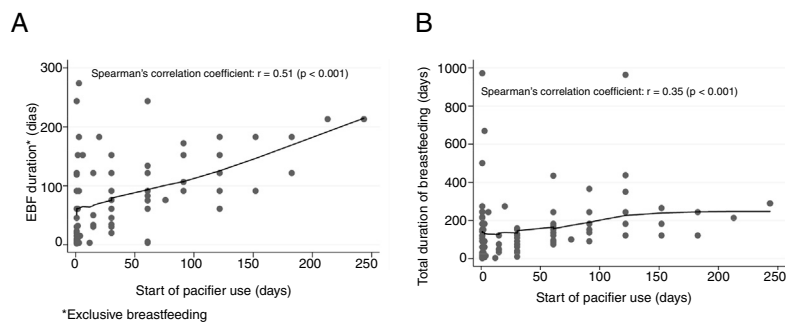 A
Spearman's correlation coefficient: r = 0.51 (p < 0.001)
EBF duration* (dias)
300
200
100
0
0 50 100 150 200 250
Start of pacifier use (days)
*Exclusive breastfeeding
B
Spearman's correlation coefficient: r = 0.35 (p < 0.001)
Total duration of breastfeeding (days)
1000
800
600
400
200
0
0 50 100 150 200 250
Start of pacifier use (days)